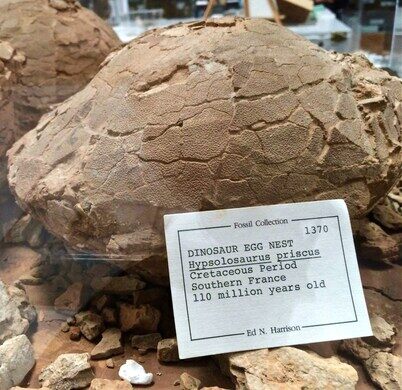 Fossil Collection
1370
DINOSAUR EGG NEST
Hypsolosaurus priscus
Cretaceous Period
Southern France
110 million years old
Ed N. Harrison